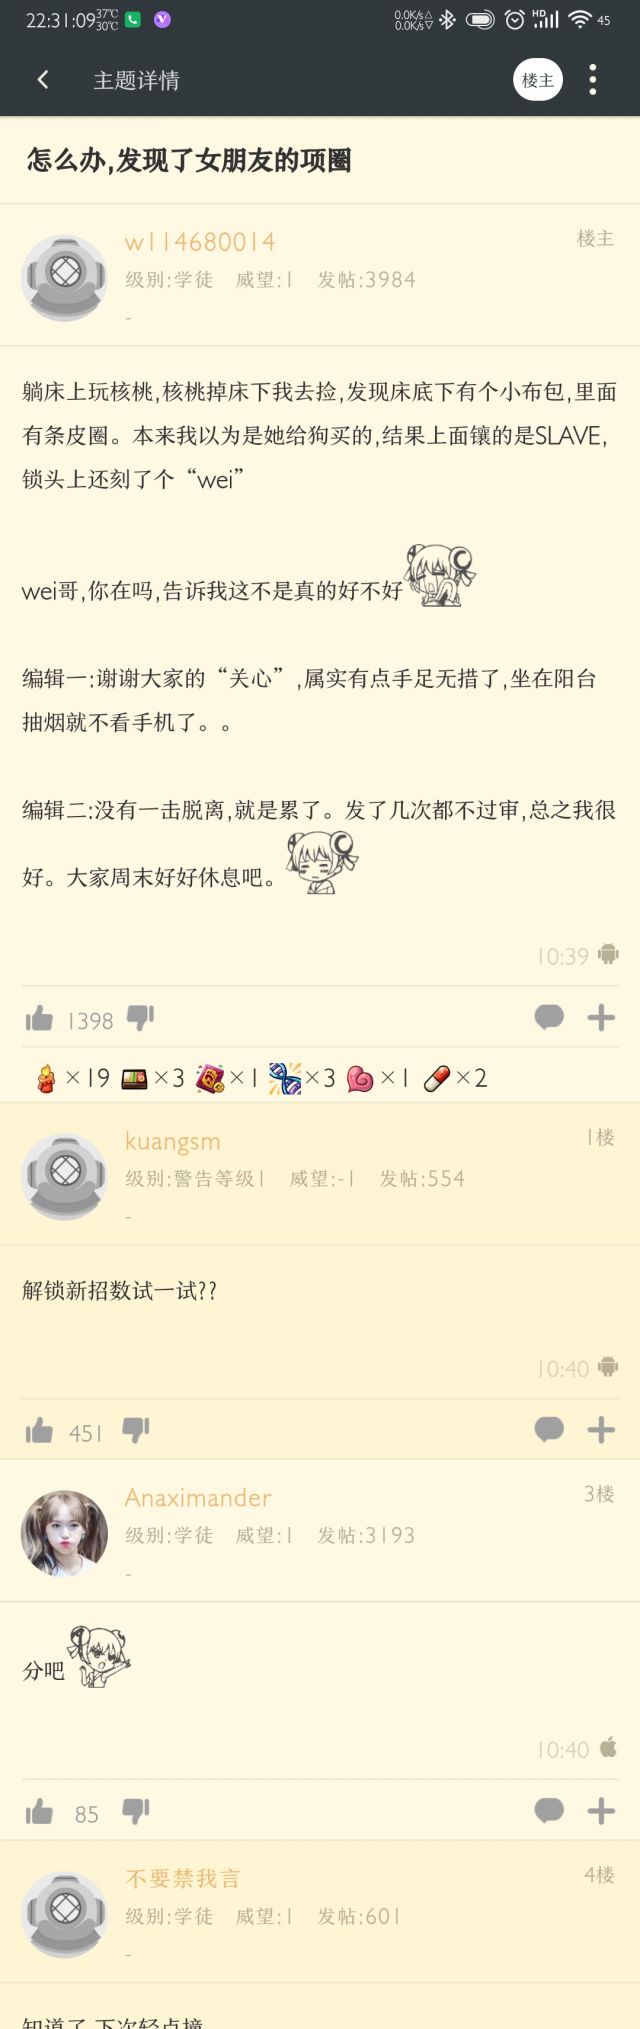 22:31:09 37℃ 30℃ 0.0K/s△ 0.0K/s▽ HD 45
主题详情 楼主
怎么办,发现了女朋友的项圈
w114680014 楼主
级别:学徒 威望:1 发帖:3984
-
躺床上玩核桃,核桃掉床下我去捡,发现床底下有个小布包,里面
有条皮圈。本来我以为是她给狗买的,结果上面镶的是SLAVE,
锁头上还刻了个“wei”
wei哥,你在吗,告诉我这不是真的好不好
编辑一:谢谢大家的“关心”,属实有点手足无措了,坐在阳台
抽烟就不看手机了。。
编辑二:没有一击脱离,就是累了。发了几次都不过审,总之我很
好。大家周末好好休息吧。
10:39
1398
×19 ×3 ×1 ×3 ×1 ×2
kuangsm 1楼
级别:警告等级1 威望:-1 发帖:554
-
解锁新招数试一试??
10:40
451
Anaximander 3楼
级别:学徒 威望:1 发帖:3193
-
分吧
10:40
85
不要禁我言 4楼
级别:学徒 威望:1 发帖:601
-
知道了,下次轻点撞